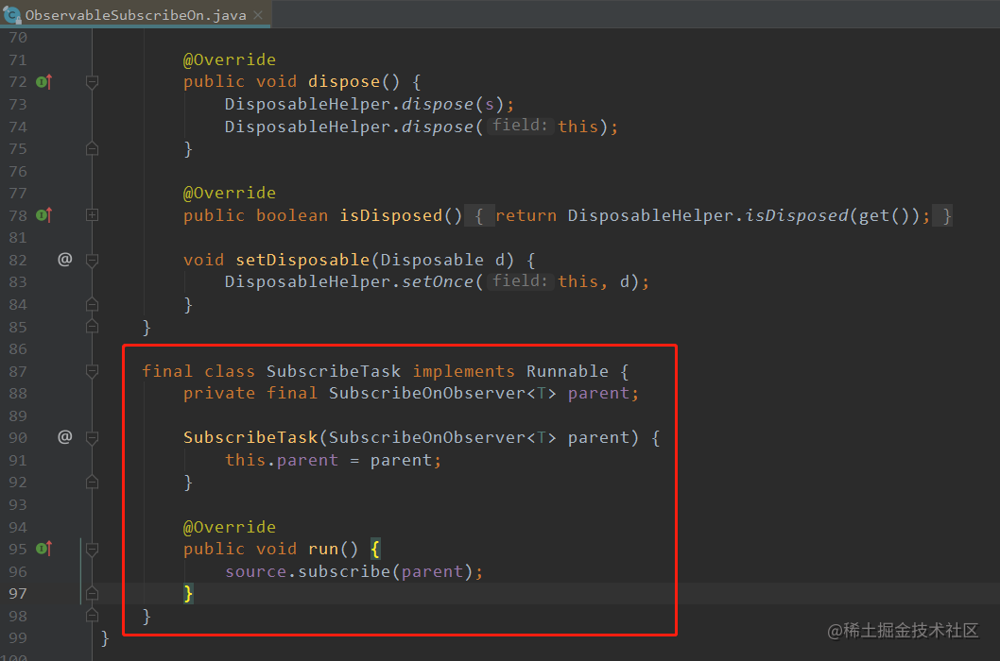 ObservableSubscribeOn.java
70
71 @Override
72 public void dispose() {
73 DisposableHelper.dispose(s);
74 DisposableHelper.dispose( field: this);
75 }
76
77 @Override
78 public boolean isDisposed() { return DisposableHelper.isDisposed(get()); }
81
82 @ void setDisposable(Disposable d) {
83 DisposableHelper.setOnce( field: this, d);
84 }
85 }
86
87 final class SubscribeTask implements Runnable {
88 private final SubscribeOnObserver<T> parent;
89
90 @ SubscribeTask(SubscribeOnObserver<T> parent) {
91 this.parent = parent;
92 }
93
94 @Override
95 public void run() {
96 source.subscribe(parent);
97 }
98 }
99 }
100
@稀土掘金技术社区